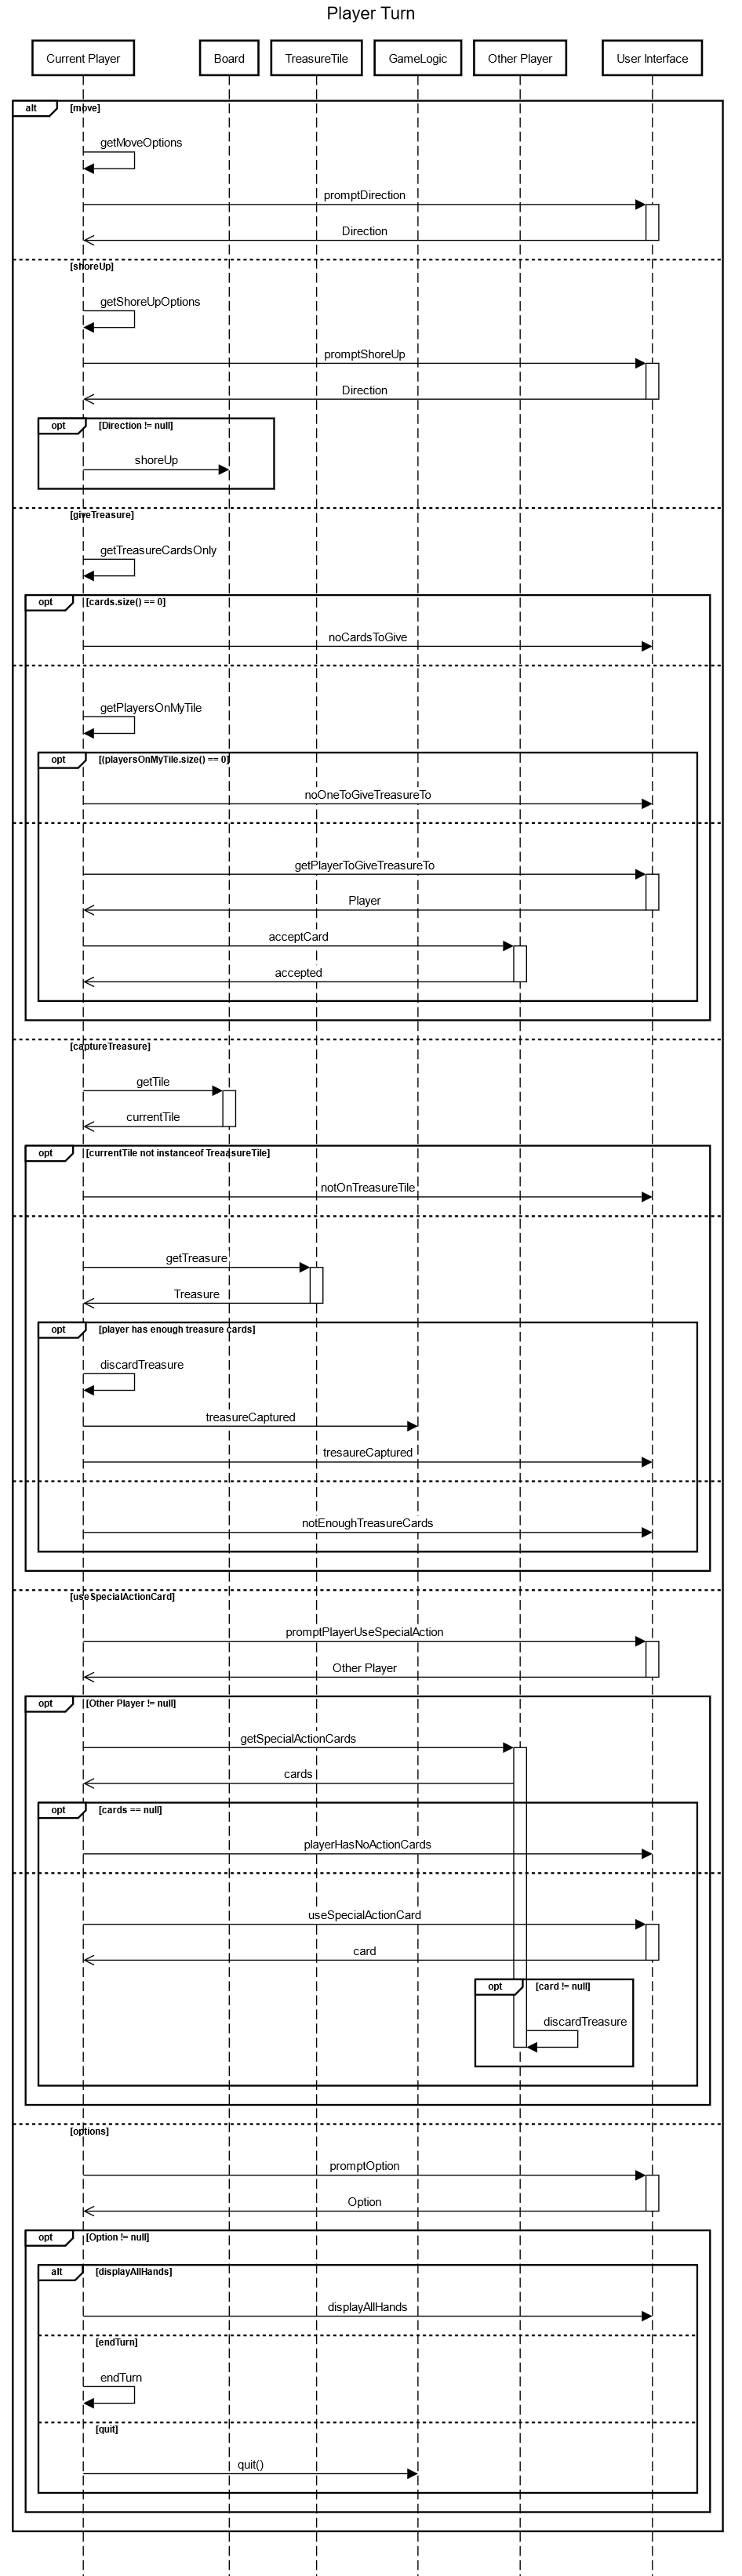 Player Turn
Current Player
Board
TreasureTile
GameLogic
Other Player
User Interface
alt
[move]
getMoveOptions
promptDirection
Direction
[shoreUp]
getShoreUpOptions
promptShoreUp
Direction
opt
[Direction != null]
shoreUp
[giveTreasure]
getTreasureCardsOnly
opt
[cards.size() == 0]
noCardsToGive
getPlayersOnMyTile
opt
[(playersOnMyTile.size() == 0]
noOneToGiveTreasureTo
getPlayerToGiveTreasureTo
Player
acceptCard
accepted
[captureTreasure]
getTile
currentTile
opt
[currentTile not instanceof TreaasureTile]
notOnTreasureTile
getTreasure
Treasure
opt
[player has enough treasure cards]
discardTreasure
treasureCaptured
tresaureCaptured
notEnoughTreasureCards
[useSpecialActionCard]
promptPlayerUseSpecialAction
Other Player
opt
[Other Player != null]
getSpecialActionCards
cards
opt
[cards == null]
playerHasNoActionCards
useSpecialActionCard
card
opt
[card != null]
discardTreasure
[options]
promptOption
Option
opt
[Option != null]
alt
[displayAllHands]
displayAllHands
[endTurn]
endTurn
[quit]
quit()